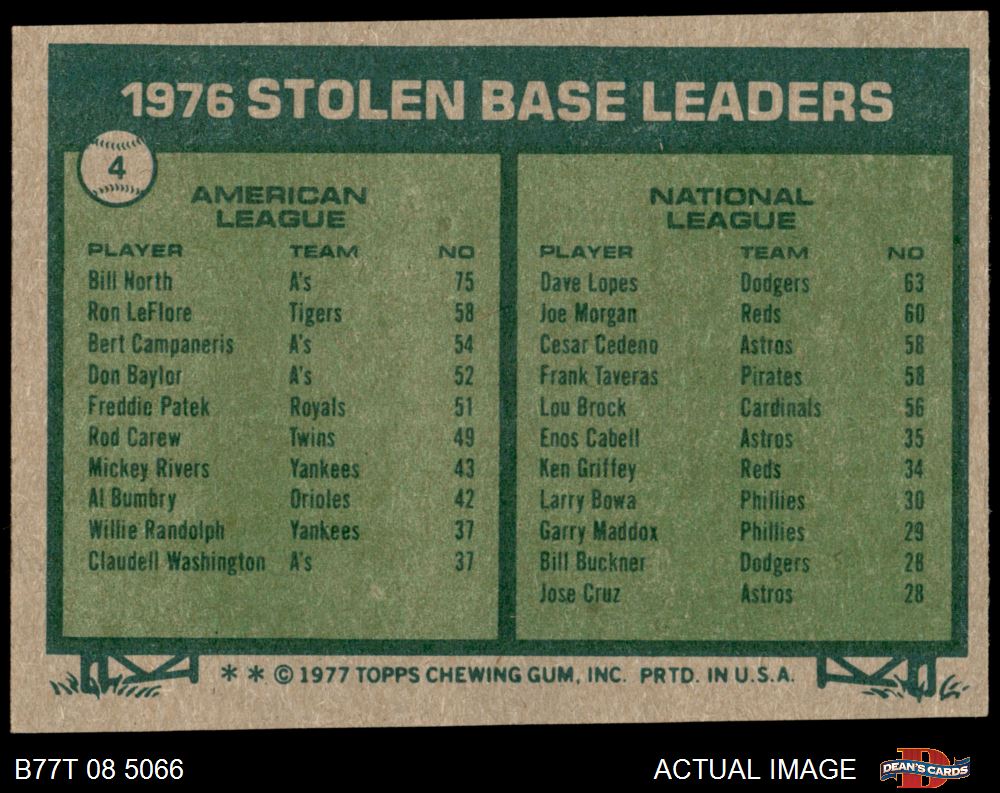 1976 STOLEN BASE LEADERS
4
AMERICAN
LEAGUE
PLAYER TEAM NO
Bill North A's 75
Ron LeFlore Tigers 58
Bert Campaneris A's 54
Don Baylor A's 52
Freddie Patek Royals 51
Rod Carew Twins 49
Mickey Rivers Yankees 43
Al Bumbry Orioles 42
Willie Randolph Yankees 37
Claudell Washington A's 37
NATIONAL
LEAGUE
PLAYER TEAM NO
Dave Lopes Dodgers 63
Joe Morgan Reds 60
Cesar Cedeno Astros 58
Frank Taveras Pirates 58
Lou Brock Cardinals 56
Enos Cabell Astros 35
Ken Griffey Reds 34
Larry Bowa Phillies 30
Garry Maddox Phillies 29
Bill Buckner Dodgers 28
Jose Cruz Astros 28
* * © 1977 TOPPS CHEWING GUM, INC. PRTD. IN U.S.A.
B77T 08 5066
ACTUAL IMAGE
D
DEAN'S CARDS